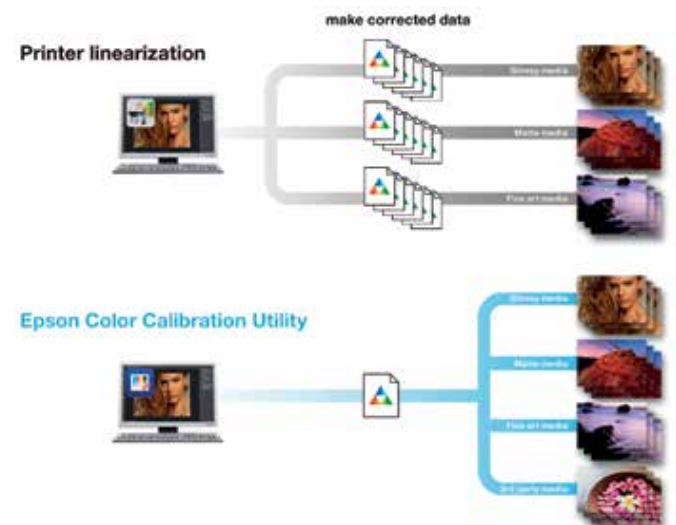 make corrected data
Printer linearization
Glossy media
Matte media
Fine art media
Epson Color Calibration Utility
Glossy media
Matte media
Fine art media
3rd party media